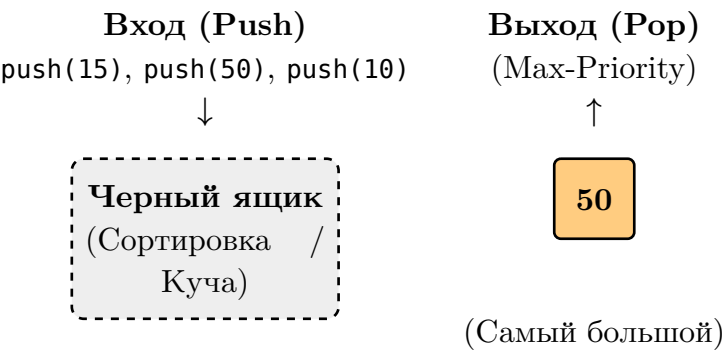 Вход (Push)
push(15), push(50), push(10)
↓
Черный ящик
(Сортировка /
Куча)
Выход (Pop)
(Max-Priority)
↑
50
(Самый большой)